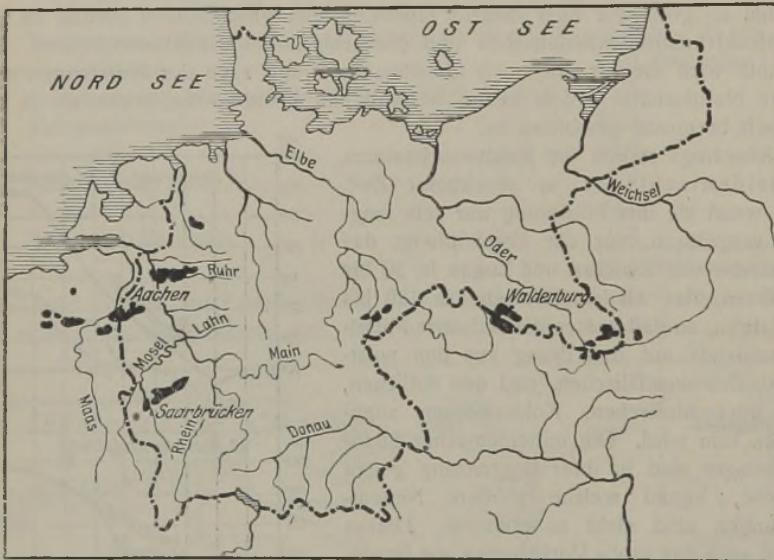 OST SEE
NORD SEE
Elbe
Weichsel
Oder
Ruhr
Aachen
Waldenburg
Lahn
Mosel
Main
Maas
Saarbrücken
Rhein
Donau